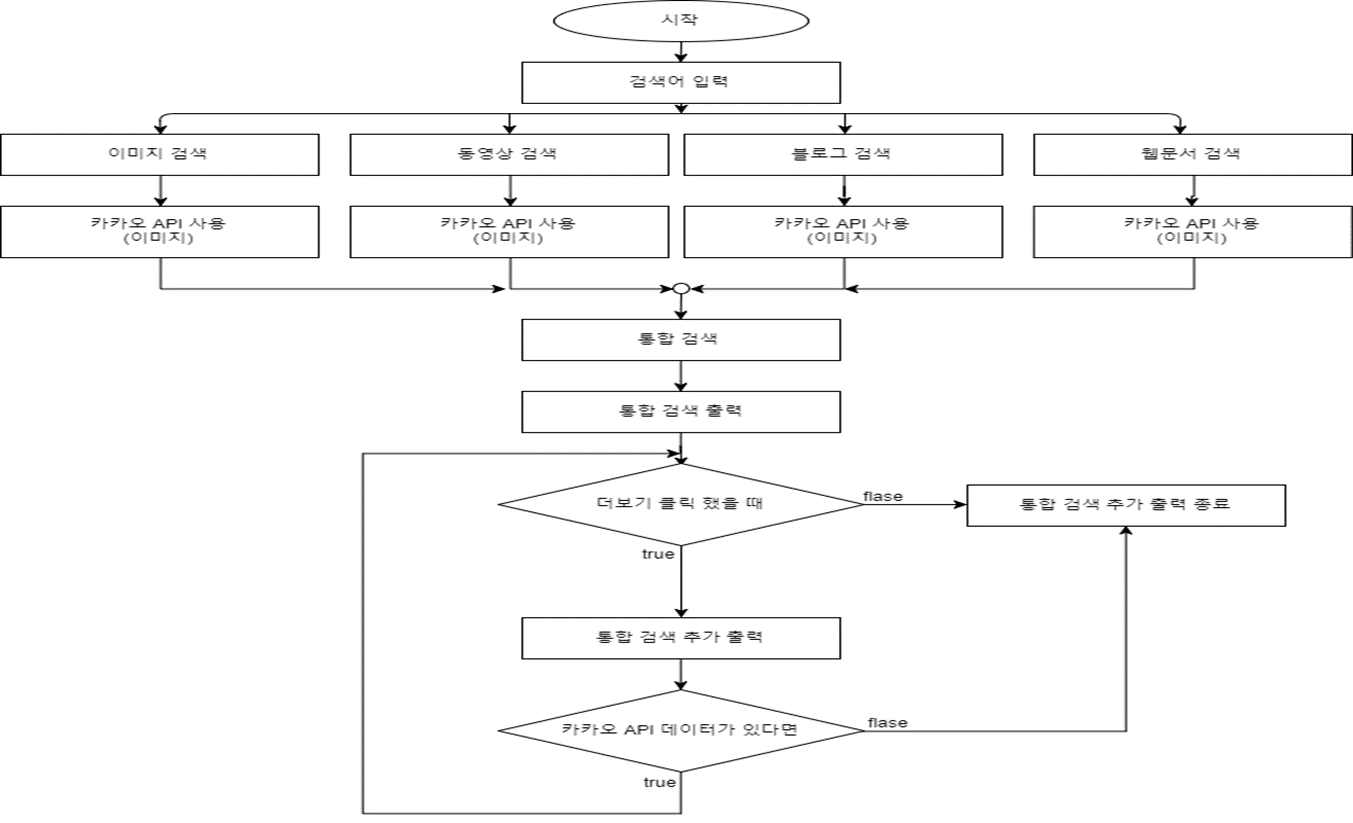 시작
검색어 입력
이미지 검색
동영상 검색
블로그 검색
웹문서 검색
카카오 API 사용
(이미지)
카카오 API 사용
(이미지)
카카오 API 사용
(이미지)
카카오 API 사용
(이미지)
통합 검색
통합 검색 출력
더보기 클릭 했을 때
flase
통합 검색 추가 출력 종료
true
통합 검색 추가 출력
카카오 API 데이터가 있다면
flase
true